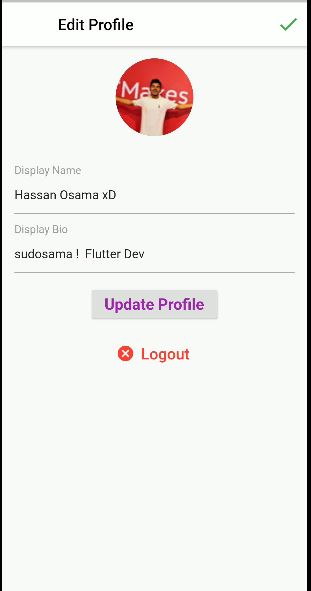 Edit Profile
Makes
Display Name
Hassan Osama xD
Display Bio
sudosama ! Flutter Dev
Update Profile
Logout